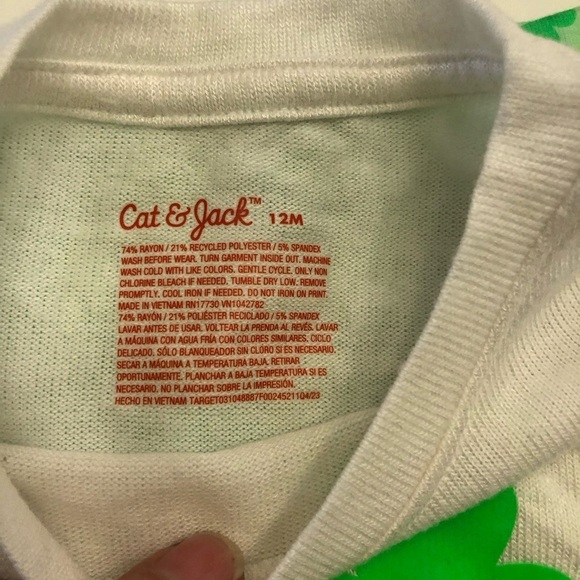 Cat & Jack™ 12M
74% RAYON / 21% RECYCLED POLYESTER / 5% SPANDEX
WASH BEFORE WEAR. TURN GARMENT INSIDE OUT. MACHINE
WASH COLD WITH LIKE COLORS. GENTLE CYCLE. ONLY NON
CHLORINE BLEACH IF NEEDED. TUMBLE DRY LOW. REMOVE
PROMPTLY. COOL IRON IF NEEDED. DO NOT IRON ON PRINT.
MADE IN VIETNAM RN17730 VN1042782
74% RAYON / 21% POLIÉSTER RECICLADO / 5% SPANDEX
LAVAR ANTES DE USAR. VOLTEAR LA PRENDA AL REVÉS. LAVAR
A MÁQUINA CON AGUA FRÍA CON COLORES SIMILARES. CICLO
DELICADO. SÓLO BLANQUEADOR SIN CLORO SI ES NECESARIO.
SECAR A MÁQUINA A TEMPERATURA BAJA. RETIRAR
OPORTUNAMENTE. PLANCHAR A BAJA TEMPERATURA SI ES
NECESARIO. NO PLANCHAR SOBRE LA IMPRESIÓN.
HECHO EN VIETNAM TARGET031048887F0024521104/23